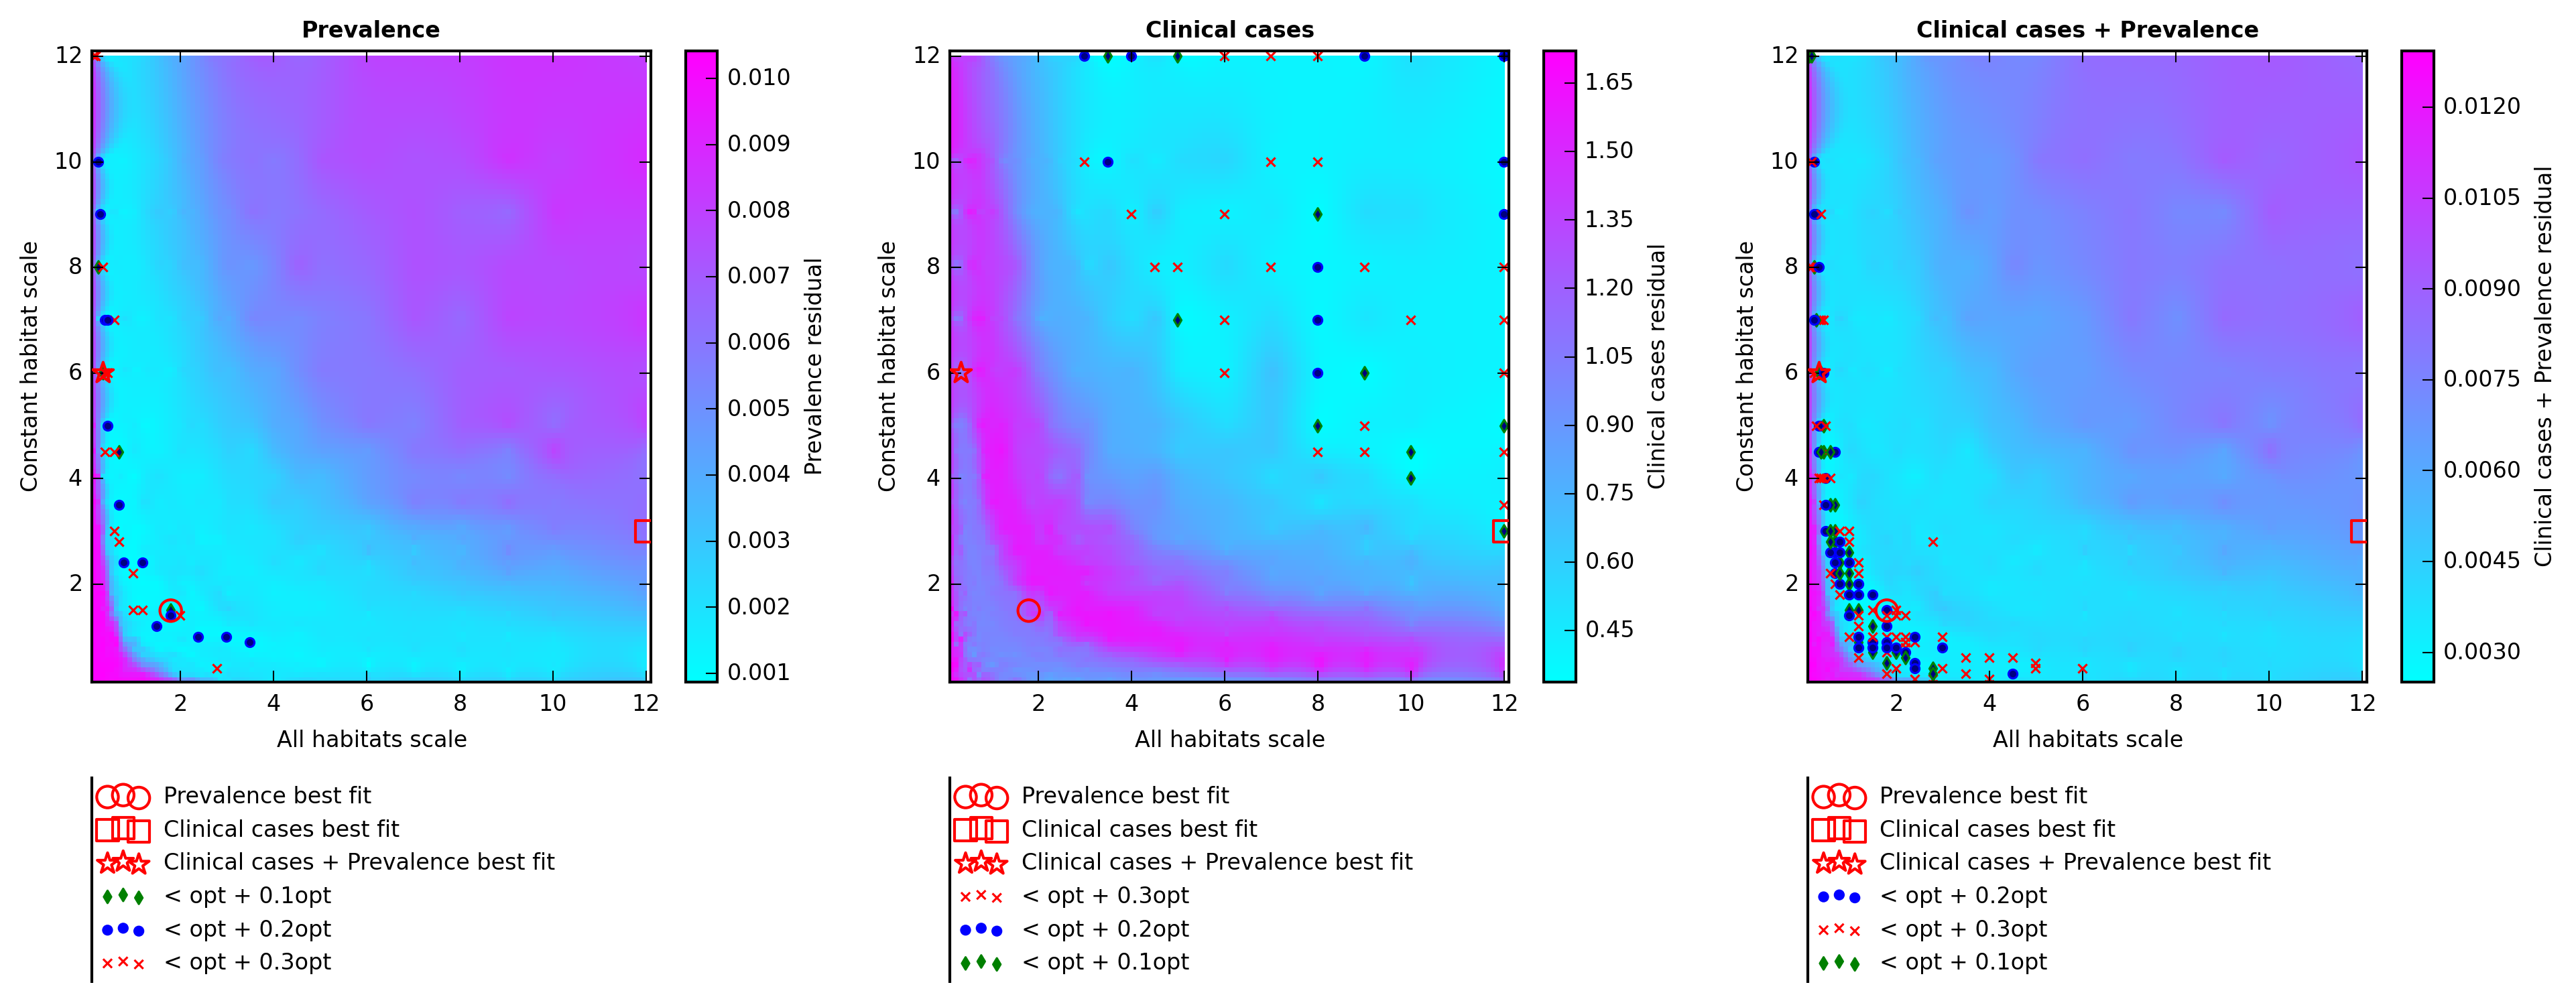 Prevalence
12
10
8
6
4
2
2 4 6 8 10 12
Constant habitat scale
All habitats scale
0.010
0.009
0.008
0.007
0.006
0.005
0.004
0.003
0.002
0.001
Prevalence residual
Prevalence best fit
Clinical cases best fit
Clinical cases + Prevalence best fit
< opt + 0.1opt
< opt + 0.2opt
< opt + 0.3opt
Clinical cases
12
10
8
6
4
2
2 4 6 8 10 12
Constant habitat scale
All habitats scale
1.65
1.50
1.35
1.20
1.05
0.90
0.75
0.60
0.45
Clinical cases residual
Prevalence best fit
Clinical cases best fit
Clinical cases + Prevalence best fit
< opt + 0.3opt
< opt + 0.2opt
< opt + 0.1opt
Clinical cases + Prevalence
12
10
8
6
4
2
2 4 6 8 10 12
Constant habitat scale
All habitats scale
0.0120
0.0105
0.0090
0.0075
0.0060
0.0045
0.0030
Clinical cases + Prevalence residual
Prevalence best fit
Clinical cases best fit
Clinical cases + Prevalence best fit
< opt + 0.2opt
< opt + 0.3opt
< opt + 0.1opt